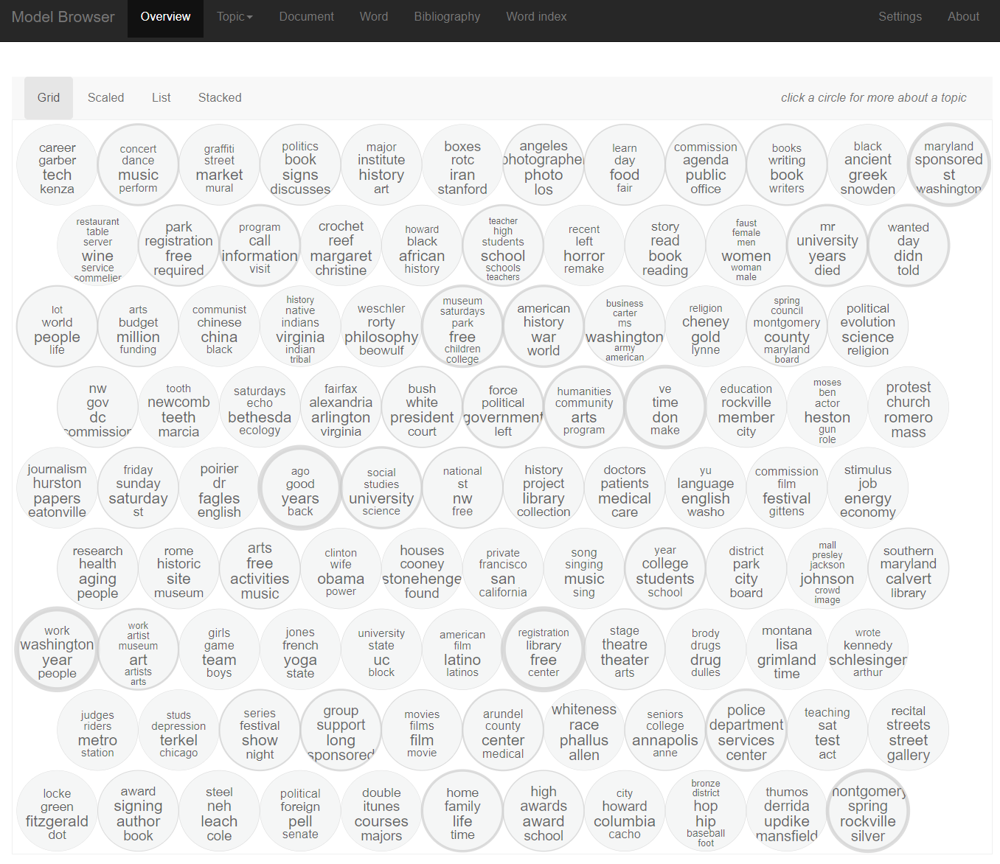 Model Browser Overview Topic Document Word Bibliography Word index Settings About
Grid Scaled List Stacked click a circle for more about a topic
career
garber
tech
kenza
concert
dance
music
perform
graffiti
street
market
mural
politics
book
signs
discusses
major
institute
history
art
boxes
rotc
iran
stanford
angeles
photographe
photo
los
learn
day
food
fair
commission
agenda
public
office
books
writing
book
writers
black
ancient
greek
snowden
maryland
sponsored
st
washington
restaurant
table
server
wine
service
sommelier
park
registration
free
required
program
call
information
visit
crochet
reef
margaret
christine
howard
black
african
history
teacher
high
students
school
schools
teachers
recent
left
horror
remake
story
read
book
reading
faust
female
men
women
woman
male
mr
university
years
died
wanted
day
didn
told
lot
world
people
life
arts
budget
million
funding
communist
chinese
china
black
history
native
indians
virginia
indian
tribal
weschler
rorty
philosophy
beowulf
museum
saturdays
park
free
children
college
american
history
war
world
business
carter
ms
washington
army
american
religion
cheney
gold
lynne
spring
council
montgomery
county
maryland
board
political
evolution
science
religion
nw
gov
dc
commission
tooth
newcomb
teeth
marcia
saturdays
echo
bethesda
ecology
fairfax
alexandria
arlington
virginia
bush
white
president
court
force
political
government
left
humanities
community
arts
program
ve
time
don
make
education
rockville
member
city
moses
ben
actor
heston
gun
role
protest
church
romero
mass
journalism
hurston
papers
eatonville
friday
sunday
saturday
st
poirier
dr
fagles
english
ago
good
years
back
social
studies
university
science
national
st
nw
free
history
project
library
collection
doctors
patients
medical
care
yu
language
english
washo
commission
film
festival
gittens
stimulus
job
energy
economy
research
health
aging
people
rome
historic
site
museum
arts
free
activities
music
clinton
wife
obama
power
houses
cooney
stonehenge
found
private
francisco
san
california
song
singing
music
sing
year
college
students
school
district
park
city
board
mall
presley
jackson
johnson
crowd
image
southern
maryland
calvert
library
work
washington
year
people
work
artist
museum
art
artists
arts
girls
game
team
boys
jones
french
yoga
state
university
state
uc
block
american
film
latino
latinos
registration
library
free
center
stage
theatre
theater
arts
brody
drugs
drug
dulles
montana
lisa
grimland
time
wrote
kennedy
schlesinger
arthur
judges
riders
metro
station
studs
depression
terkel
chicago
series
festival
show
night
group
support
long
sponsored
movies
films
film
movie
arundel
county
center
medical
whiteness
race
phallus
allen
seniors
college
annapolis
anne
police
department
services
center
teaching
sat
test
act
recital
streets
street
gallery
locke
green
fitzgerald
dot
award
signing
author
book
steel
neh
leach
cole
political
foreign
pell
senate
double
itunes
courses
majors
home
family
life
time
high
awards
award
school
city
howard
columbia
cacho
bronze
district
hop
hip
baseball
foot
thumos
derrida
updike
mansfield
montgomery
spring
rockville
silver